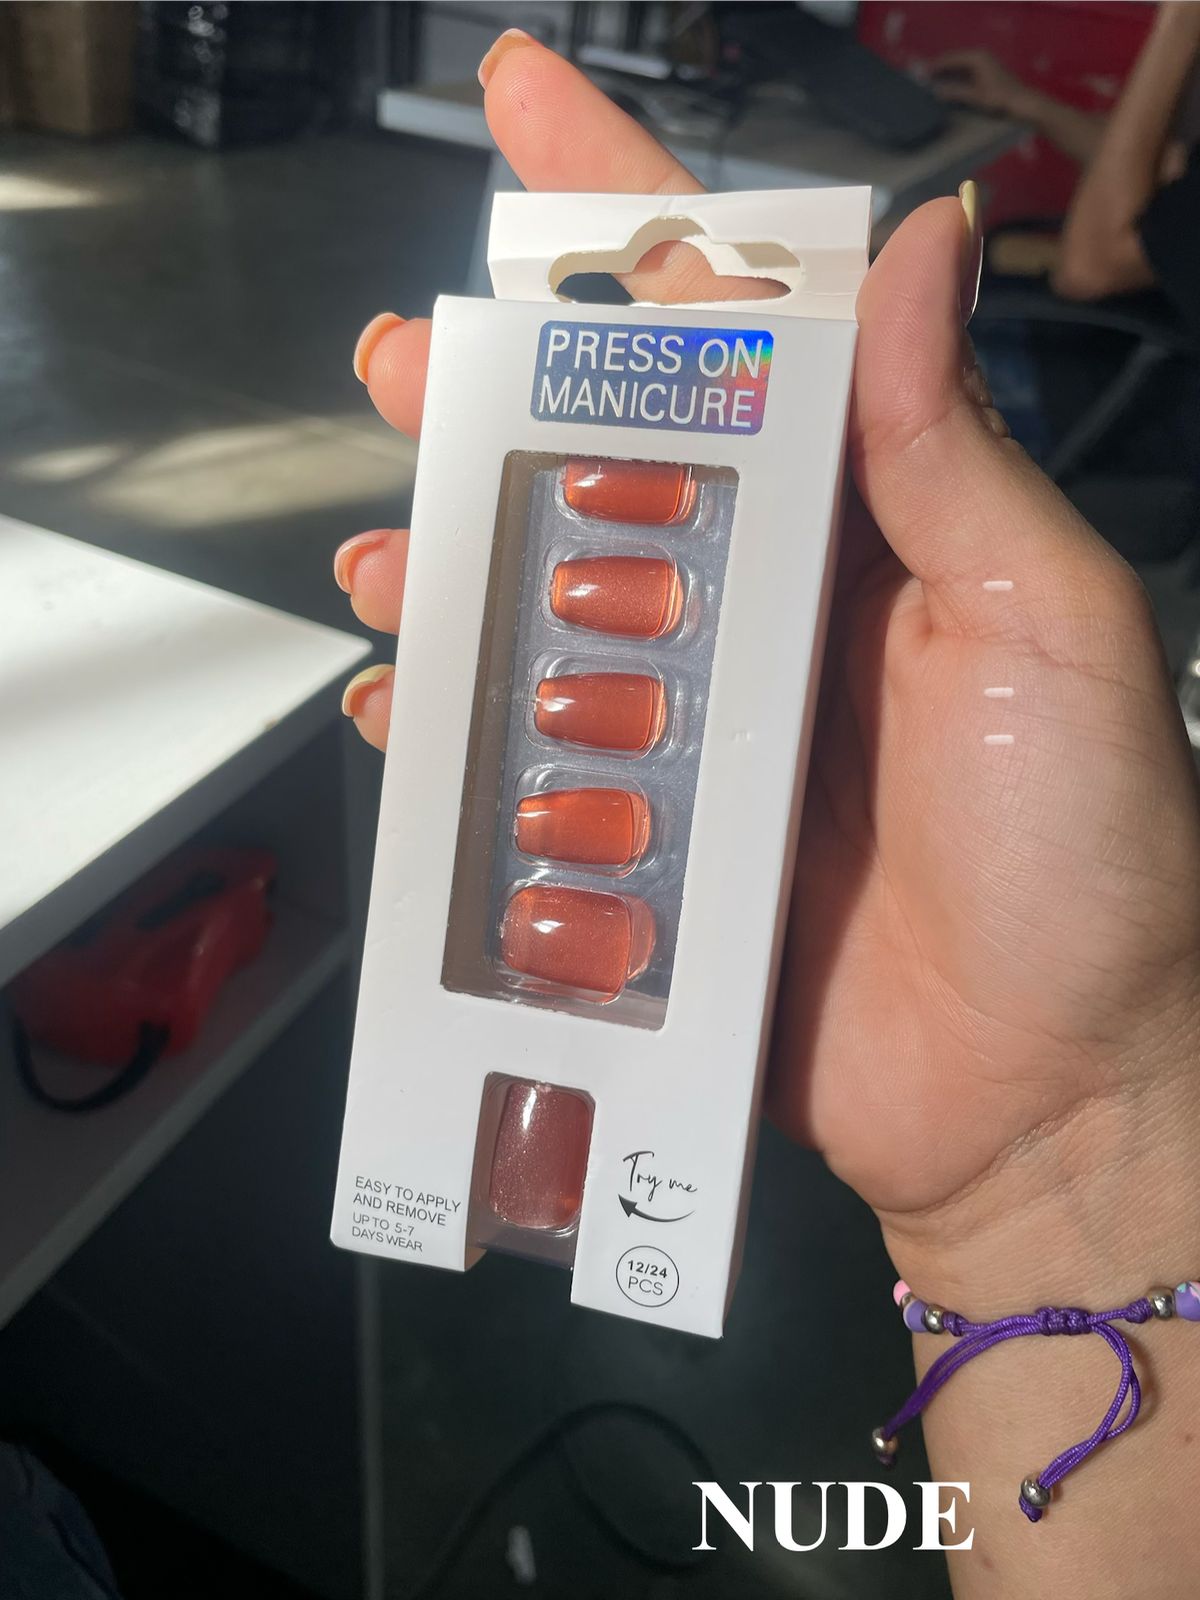 PRESS ON
MANICURE
EASY TO APPLY
AND REMOVE
UP TO 5-7
DAYS WEAR
Try me
12/24
PCS
NUDE